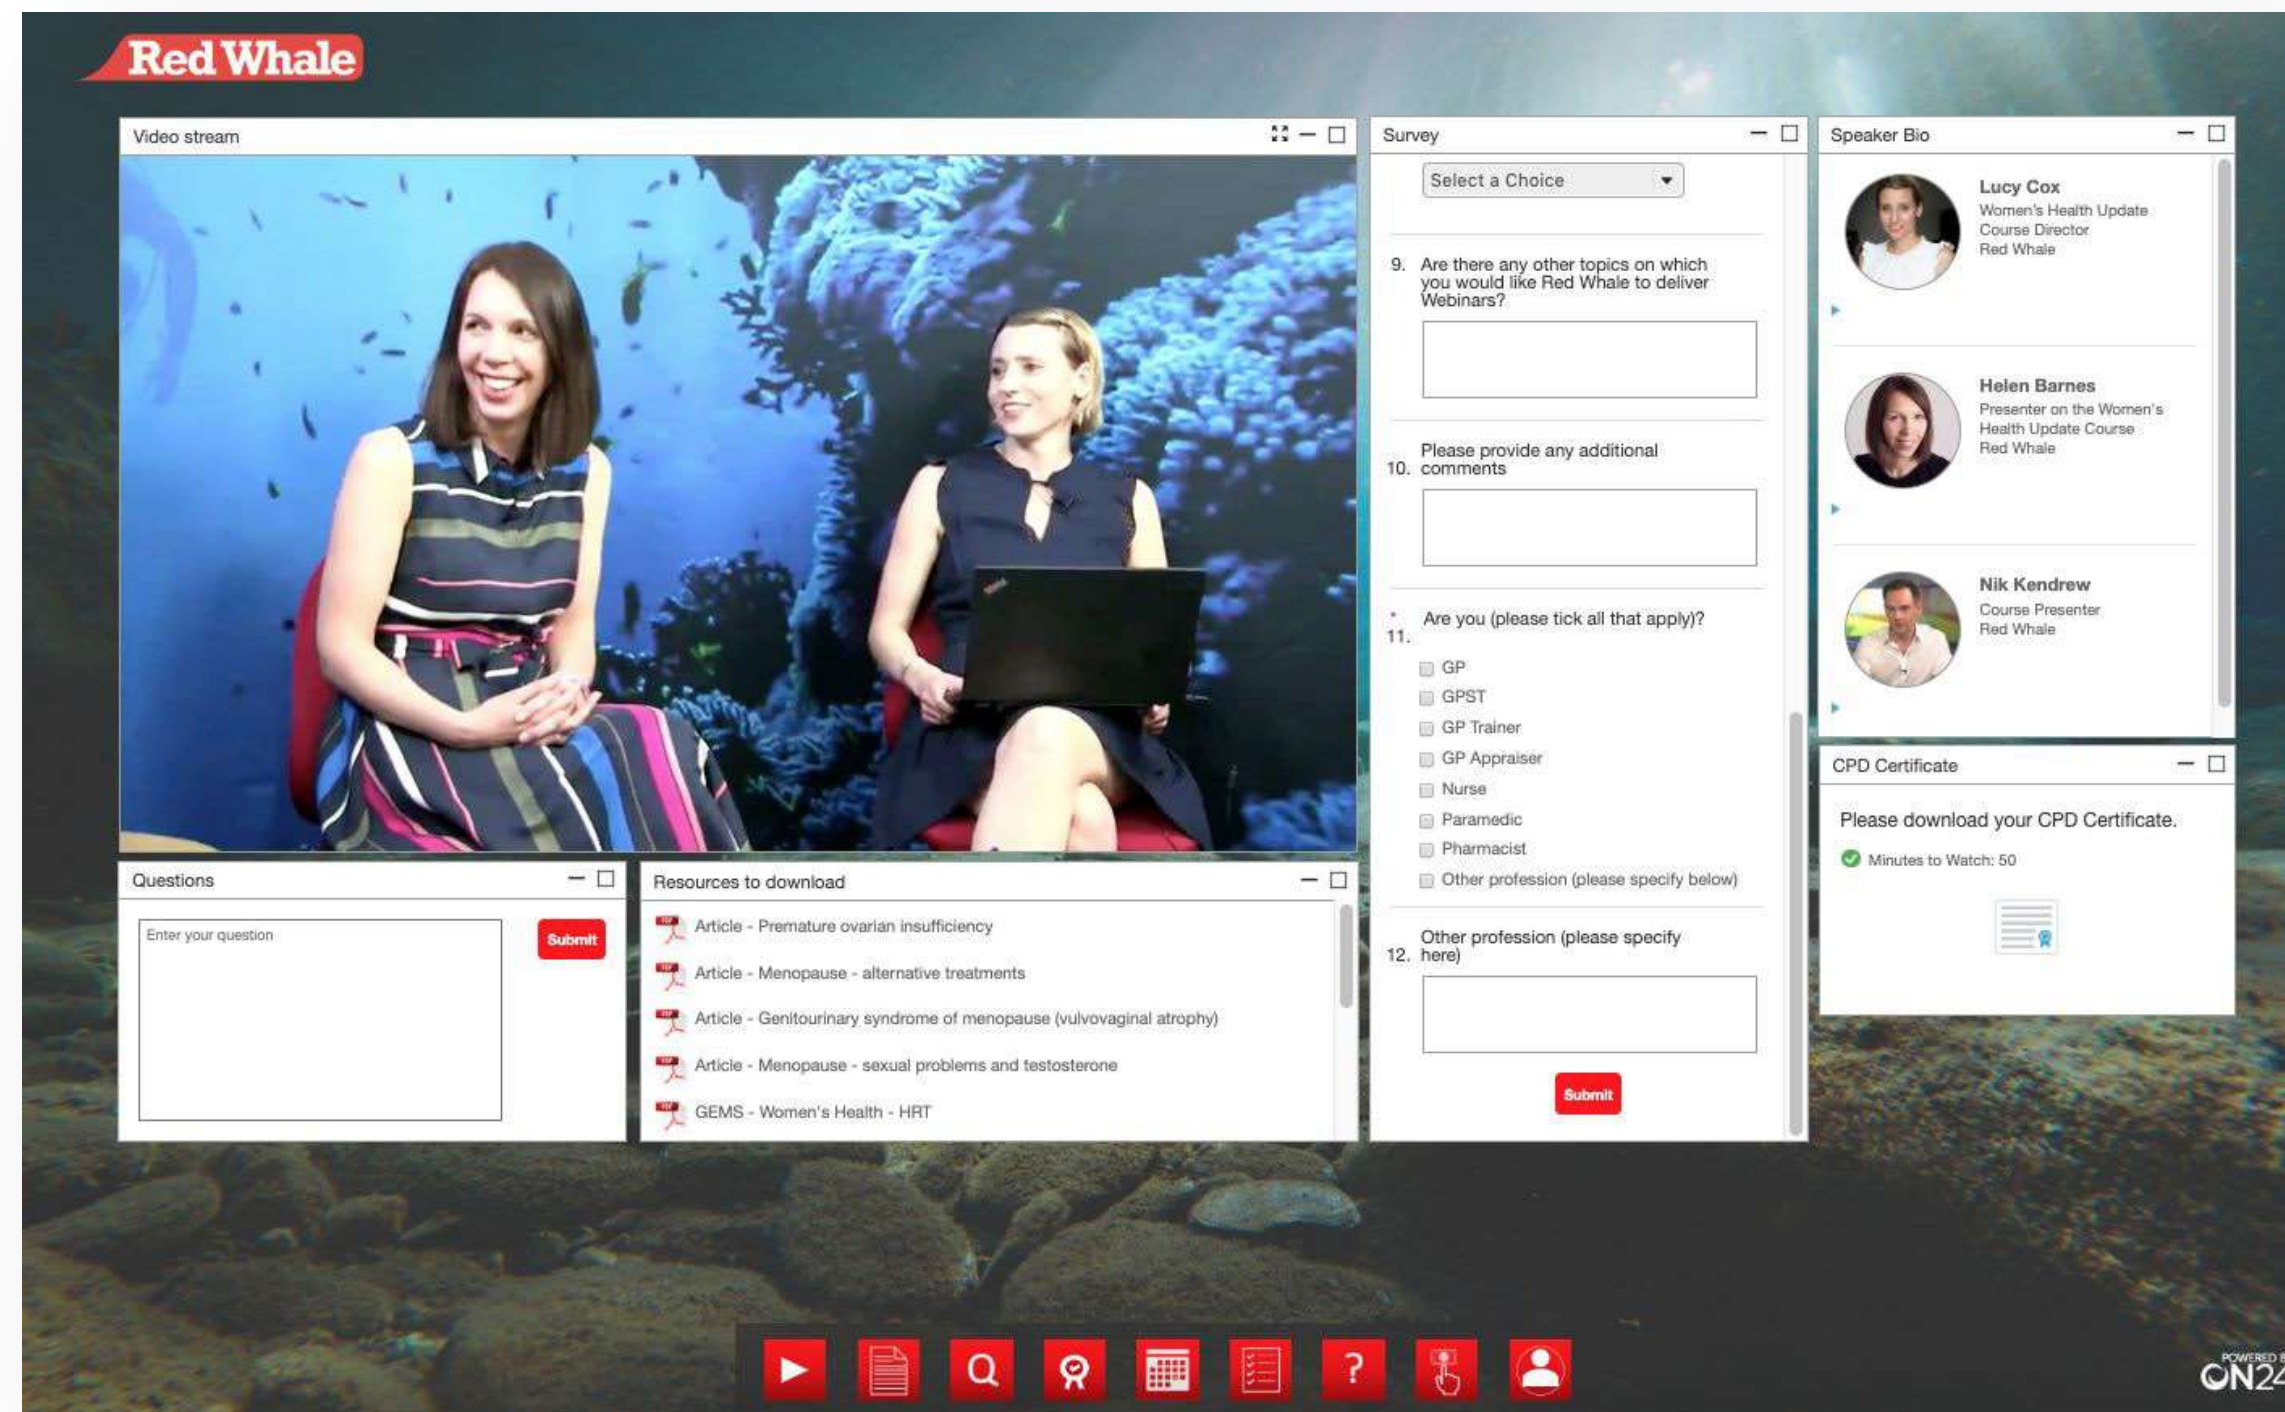 Red Whale
Video stream
Survey
Select a Choice
9. Are there any other topics on which
you would like Red Whale to deliver
Webinars?
Please provide any additional
10. comments
* Are you (please tick all that apply)?
11.
GP
GPST
GP Trainer
GP Appraiser
Nurse
Paramedic
Pharmacist
Other profession (please specify below)
Other profession (please specify
12. here)
Submit
Speaker Bio
Lucy Cox
Women's Health Update
Course Director
Red Whale
Helen Barnes
Presenter on the Women's
Health Update Course
Red Whale
Nik Kendrew
Course Presenter
Red Whale
CPD Certificate
Please download your CPD Certificate.
Minutes to Watch: 50
Questions
Enter your question
Submit
Resources to download
Article - Premature ovarian insufficiency
Article - Menopause - alternative treatments
Article - Genitourinary syndrome of menopause (vulvovaginal atrophy)
Article - Menopause - sexual problems and testosterone
GEMS - Women's Health - HRT
Q
?
POWERED B
ON24